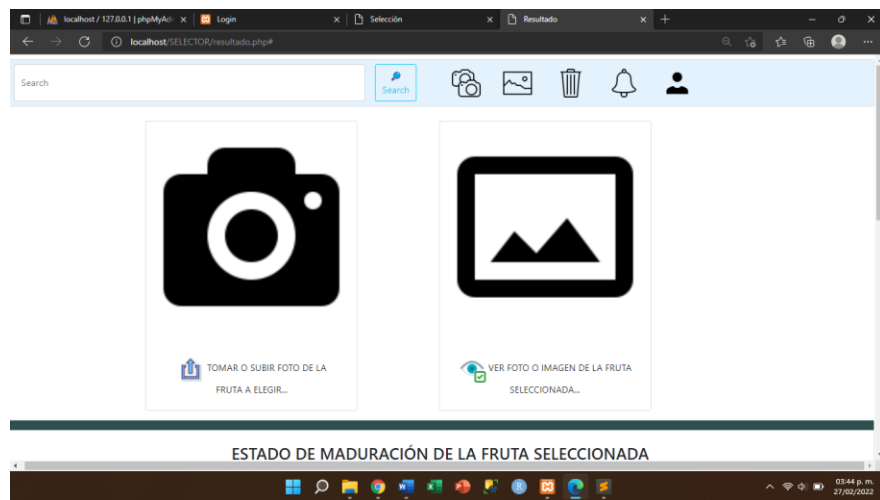 localhost / 127.0.0.1 | phpMyAd
Login
Selección
Resultado
localhost/SELECTOR/resultado.php#
Search
Search
TOMAR O SUBIR FOTO DE LA
FRUTA A ELEGIR...
VER FOTO O IMAGEN DE LA FRUTA
SELECCIONADA...
ESTADO DE MADURACIÓN DE LA FRUTA SELECCIONADA
03:44 p. m.
27/02/2022